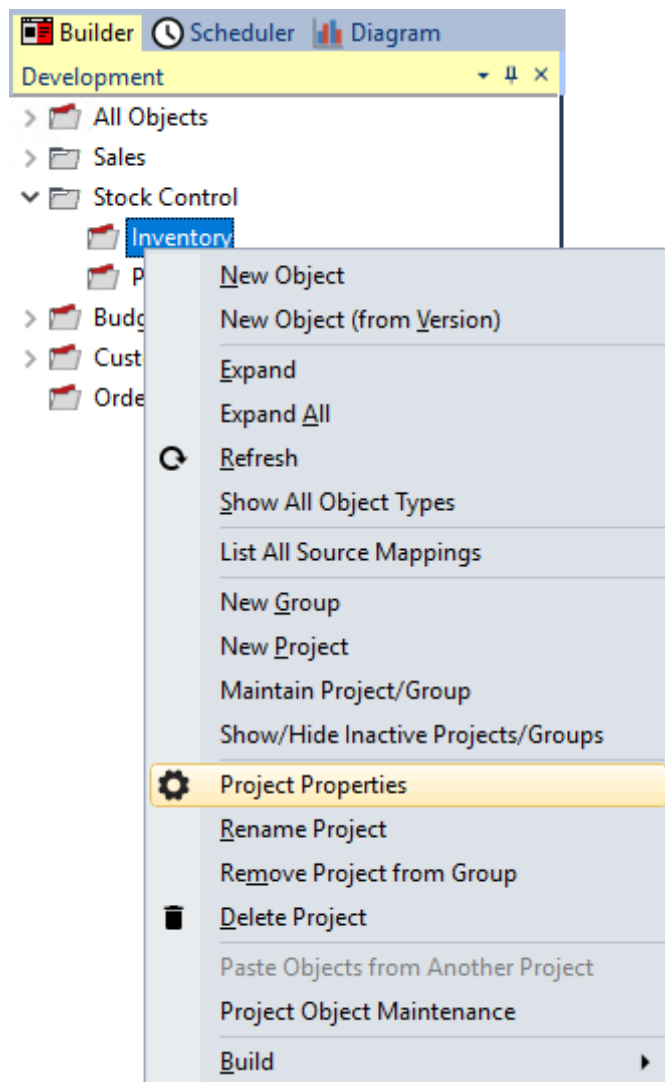 Builder Scheduler Diagram
Development
All Objects
Sales
Stock Control
Inventory
New Object
New Object (from Version)
Expand
Expand All
Refresh
Show All Object Types
List All Source Mappings
New Group
New Project
Maintain Project/Group
Show/Hide Inactive Projects/Groups
Project Properties
Rename Project
Remove Project from Group
Delete Project
Paste Objects from Another Project
Project Object Maintenance
Build